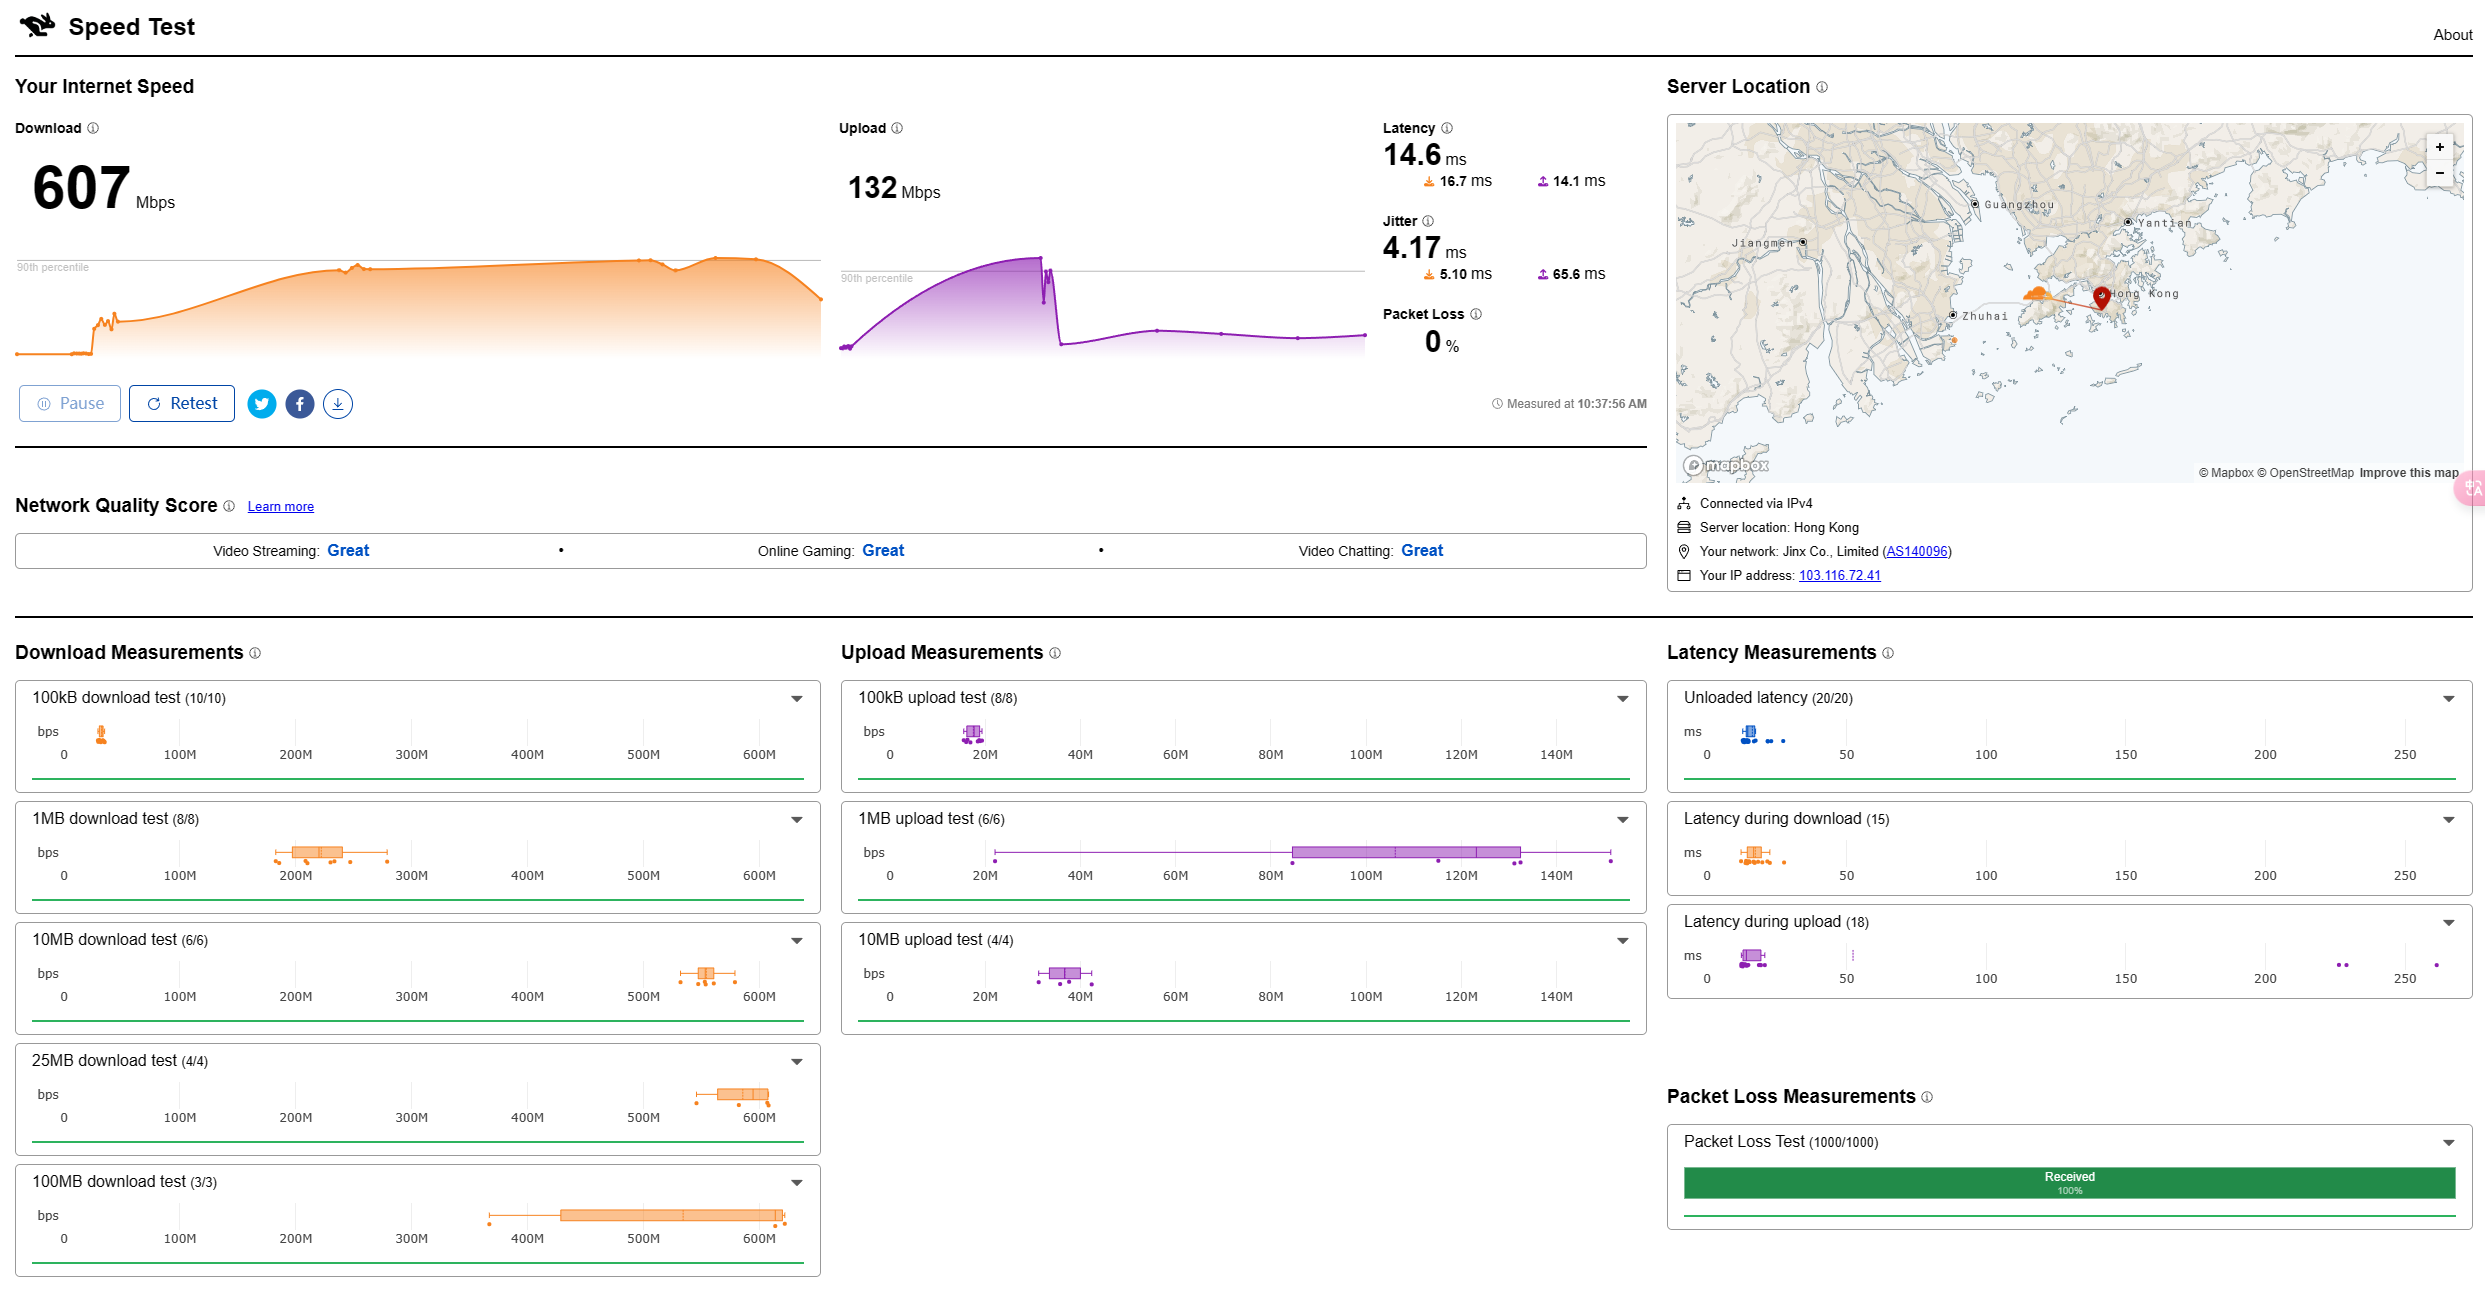 Speed Test
About
Your Internet Speed
Download
607 Mbps
90th percentile
Upload
132 Mbps
90th percentile
Latency
14.6 ms
16.7 ms 14.1 ms
Jitter
4.17 ms
5.10 ms 65.6 ms
Packet Loss
0 %
Pause
Retest
Measured at 10:37:56 AM
Server Location
+
-
Guangzhou
Yantian
Jiangmen
Hong Kong
Zhuhai
mapbox
© Mapbox © OpenStreetMap Improve this map
Connected via IPv4
Server location: Hong Kong
Your network: Jinx Co., Limited (AS140096)
Your IP address: 103.116.72.41
Network Quality Score Learn more
Video Streaming: Great • Online Gaming: Great • Video Chatting: Great
Download Measurements
100kB download test (10/10)
bps
0 100M 200M 300M 400M 500M 600M
1MB download test (8/8)
bps
0 100M 200M 300M 400M 500M 600M
10MB download test (6/6)
bps
0 100M 200M 300M 400M 500M 600M
25MB download test (4/4)
bps
0 100M 200M 300M 400M 500M 600M
100MB download test (3/3)
bps
0 100M 200M 300M 400M 500M 600M
Upload Measurements
100kB upload test (8/8)
bps
0 20M 40M 60M 80M 100M 120M 140M
1MB upload test (6/6)
bps
0 20M 40M 60M 80M 100M 120M 140M
10MB upload test (4/4)
bps
0 20M 40M 60M 80M 100M 120M 140M
Latency Measurements
Unloaded latency (20/20)
ms
0 50 100 150 200 250
Latency during download (15)
ms
0 50 100 150 200 250
Latency during upload (18)
ms
0 50 100 150 200 250
Packet Loss Measurements
Packet Loss Test (1000/1000)
Received
100%